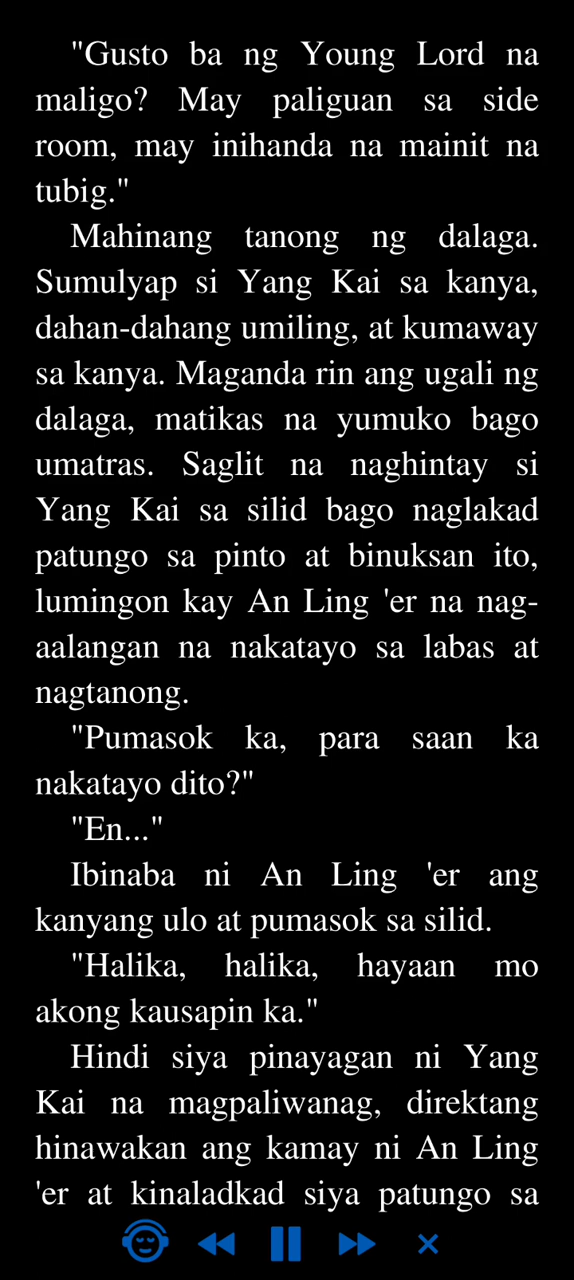 "Gusto ba ng Young Lord na
maligo? May paliguan sa side
room, may inihanda na mainit na
tubig."
Mahinang tanong ng dalaga.
Sumulyap si Yang Kai sa kanya,
dahan-dahang umiling, at kumaway
sa kanya. Maganda rin ang ugali ng
dalaga, matikas na yumuko bago
umatras. Saglit na naghintay si
Yang Kai sa silid bago naglakad
patungo sa pinto at binuksan ito,
lumingon kay An Ling 'er na nag-
aalangan na nakatayo sa labas at
nagtanong.
"Pumasok ka, para saan ka
nakatayo dito?"
"En..."
Ibinaba ni An Ling 'er ang
kanyang ulo at pumasok sa silid.
"Halika, halika, hayaan mo
akong kausapin ka."
Hindi siya pinayagan ni Yang
Kai na magpaliwanag, direktang
hinawakan ang kamay ni An Ling
'er at kinaladkad siya patungo sa